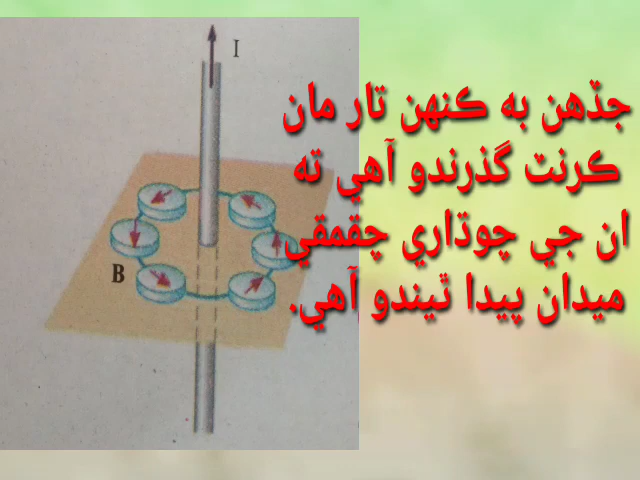 I
جڏهن به ڪنهن تار مان
ڪرنٽ گذرندو آهي ته
ان جي چوڌاري چقمقي
ميدان پيدا ٿيندو آهي.
B